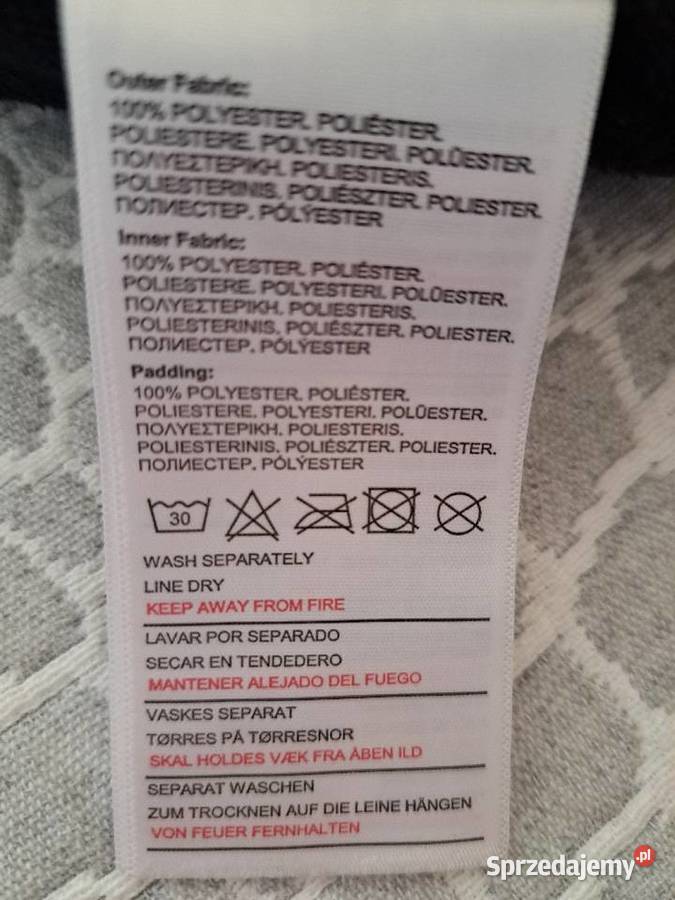 Outer Fabric:
100% POLYESTER. POLIÉSTER.
POLIESTERE. POLYESTERI. POLÜESTER.
ΠΟΛΥΕΣΤΕΡΙΚΗ. POLIESTERIS.
POLIESTERINIS. POLIÉSZTER. POLIESTER.
ПОЛИЕСТЕР. PÓLÝESTER
Inner Fabric:
100% POLYESTER. POLIÉSTER.
POLIESTERE. POLYESTERI. POLÜESTER.
ΠΟΛΥΕΣΤΕΡΙΚΗ. POLIESTERIS.
POLIESTERINIS. POLIÉSZTER. POLIESTER.
ПОЛИЕСТЕР. PÓLÝESTER
Padding:
100% POLYESTER. POLIÉSTER.
POLIESTERE. POLYESTERI. POLÜESTER.
ΠΟΛΥΕΣΤΕΡΙΚΗ. POLIESTERIS.
POLIESTERINIS. POLIÉSZTER. POLIESTER.
ПОЛИЕСТЕР. PÓLÝESTER
30
WASH SEPARATELY
LINE DRY
KEEP AWAY FROM FIRE
LAVAR POR SEPARADO
SECAR EN TENDEDERO
MANTENER ALEJADO DEL FUEGO
VASKES SEPARAT
TØRRES PÅ TØRRESNOR
SKAL HOLDES VÆK FRA ÅBEN ILD
SEPARAT WASCHEN
ZUM TROCKNEN AUF DIE LEINE HÄNGEN
VON FEUER FERNHALTEN
Sprzedajemy.pl